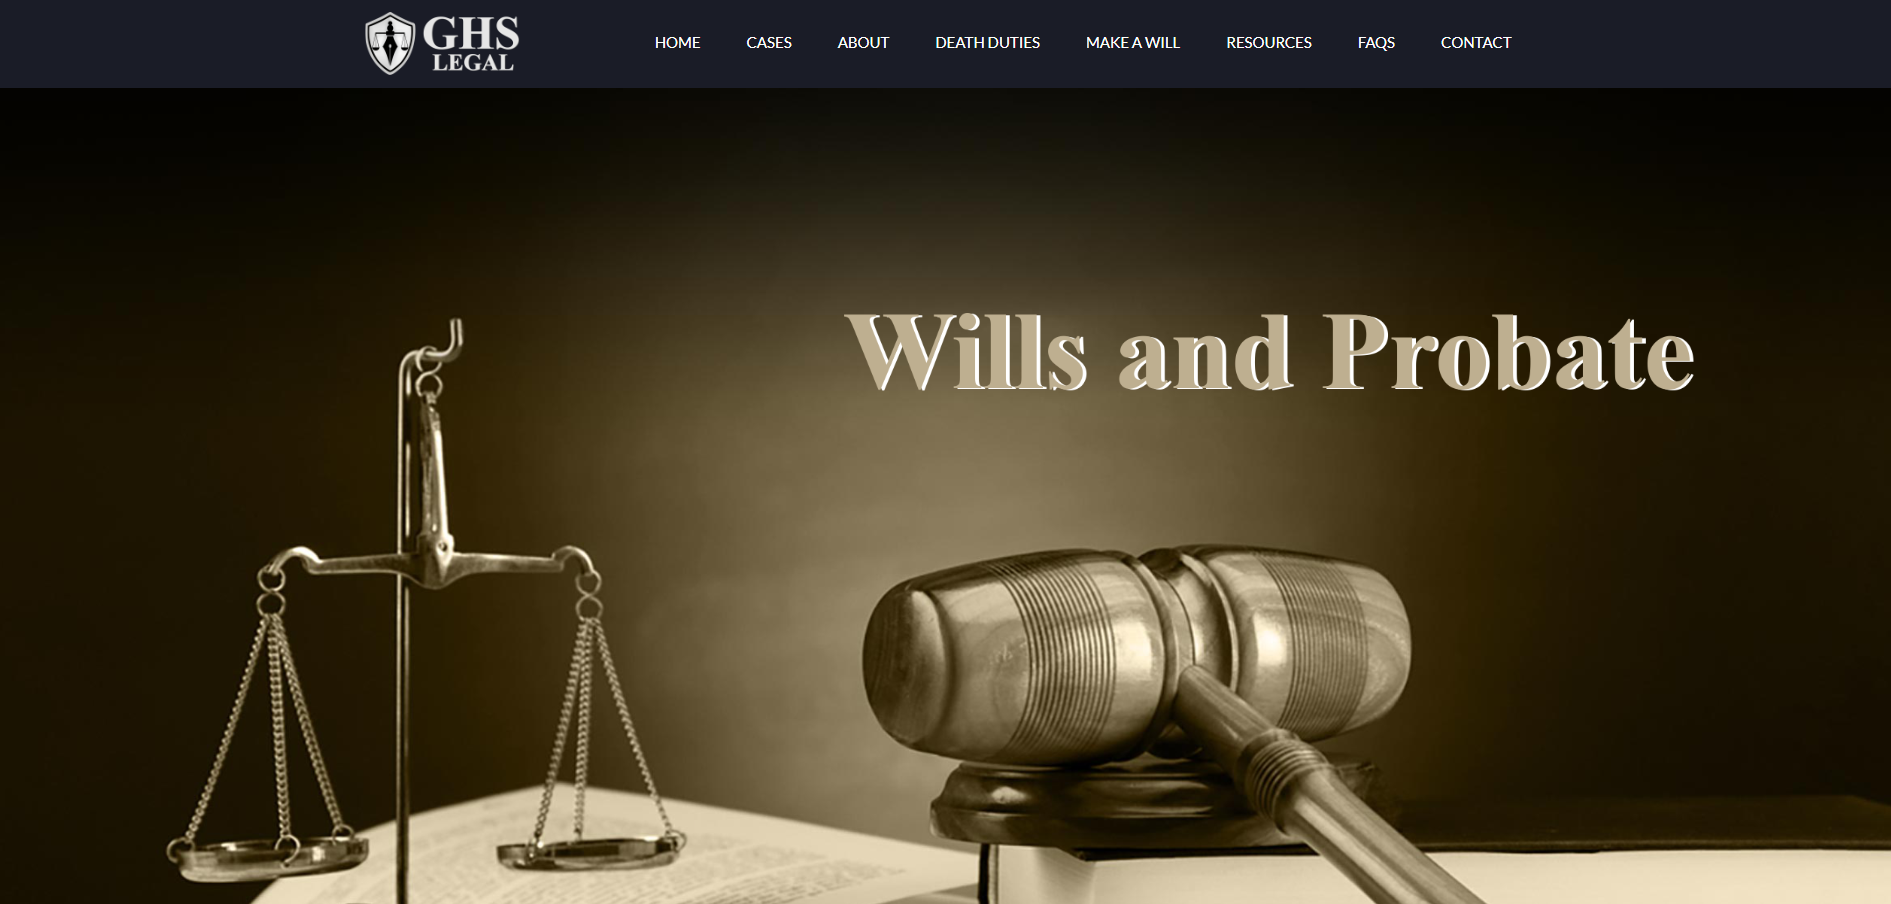 GHS
LEGAL
HOME
CASES
ABOUT
DEATH DUTIES
MAKE A WILL
RESOURCES
FAQS
CONTACT
Wills and Probate